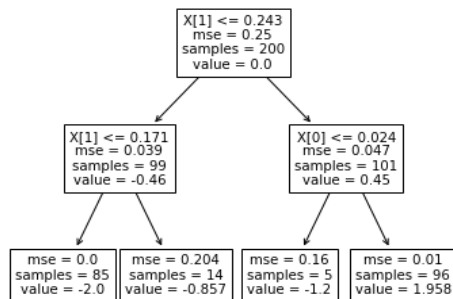 X[1] <= 0.243
mse = 0.25
samples = 200
value = 0.0
X[1] <= 0.171
mse = 0.039
samples = 99
value = -0.46
X[0] <= 0.024
mse = 0.047
samples = 101
value = 0.45
mse = 0.0
samples = 85
value = -2.0
mse = 0.204
samples = 14
value = -0.857
mse = 0.16
samples = 5
value = -1.2
mse = 0.01
samples = 96
value = 1.958